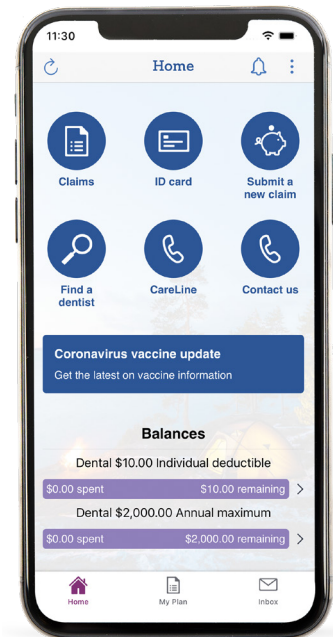 11:30
Home
Claims
ID card
Submit a
new claim
Find a
dentist
CareLine
Contact us
Coronavirus vaccine update
Get the latest on vaccine information
Balances
Dental $10.00 Individual deductible
$0.00 spent $10.00 remaining
Dental $2,000.00 Annual maximum
$0.00 spent $2,000.00 remaining
Home
My Plan
Inbox